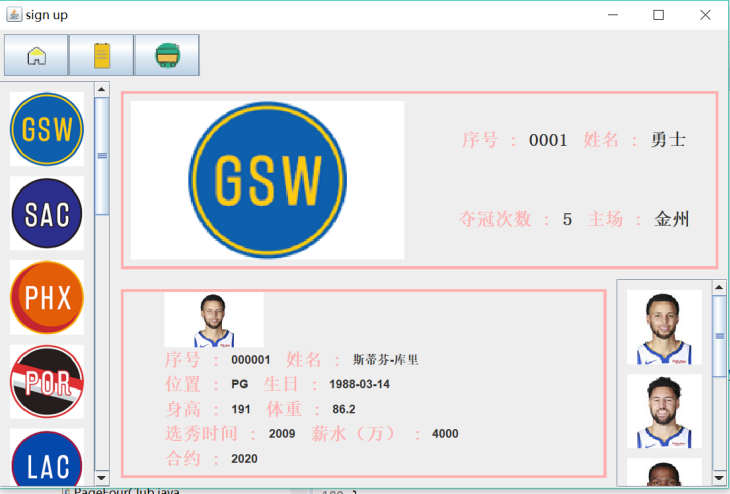 sign up
GSW
SAC
PHX
POR
LAC
GSW
序号 : 0001 姓名 : 勇士
夺冠次数 : 5 主场 : 金州
序号 : 000001 姓名 : 斯蒂芬-库里
位置 : PG 生日 : 1988-03-14
身高 : 191 体重 : 86.2
选秀时间 : 2009 薪水（万） : 4000
合约 : 2020
PageFourClub.java